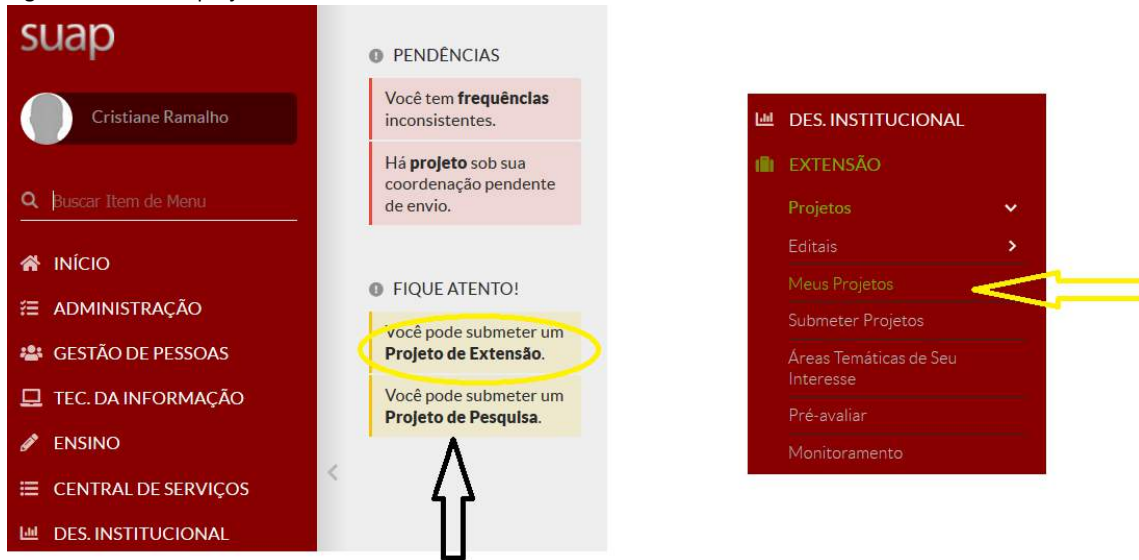 suap
Cristiane Ramalho
Buscar Item de Menu
INÍCIO
ADMINISTRAÇÃO
GESTÃO DE PESSOAS
TEC. DA INFORMAÇÃO
ENSINO
CENTRAL DE SERVIÇOS
DES. INSTITUCIONAL
PENDÊNCIAS
Você tem frequências
inconsistentes.
Há projeto sob sua
coordenação pendente
de envio.
FIQUE ATENTO!
Você pode submeter um
Projeto de Extensão.
Você pode submeter um
Projeto de Pesquisa.
DES. INSTITUCIONAL
EXTENSÃO
Projetos
Editais
Meus Projetos
Submeter Projetos
Áreas Temáticas de Seu
Interesse
Pré-avaliar
Monitoramento